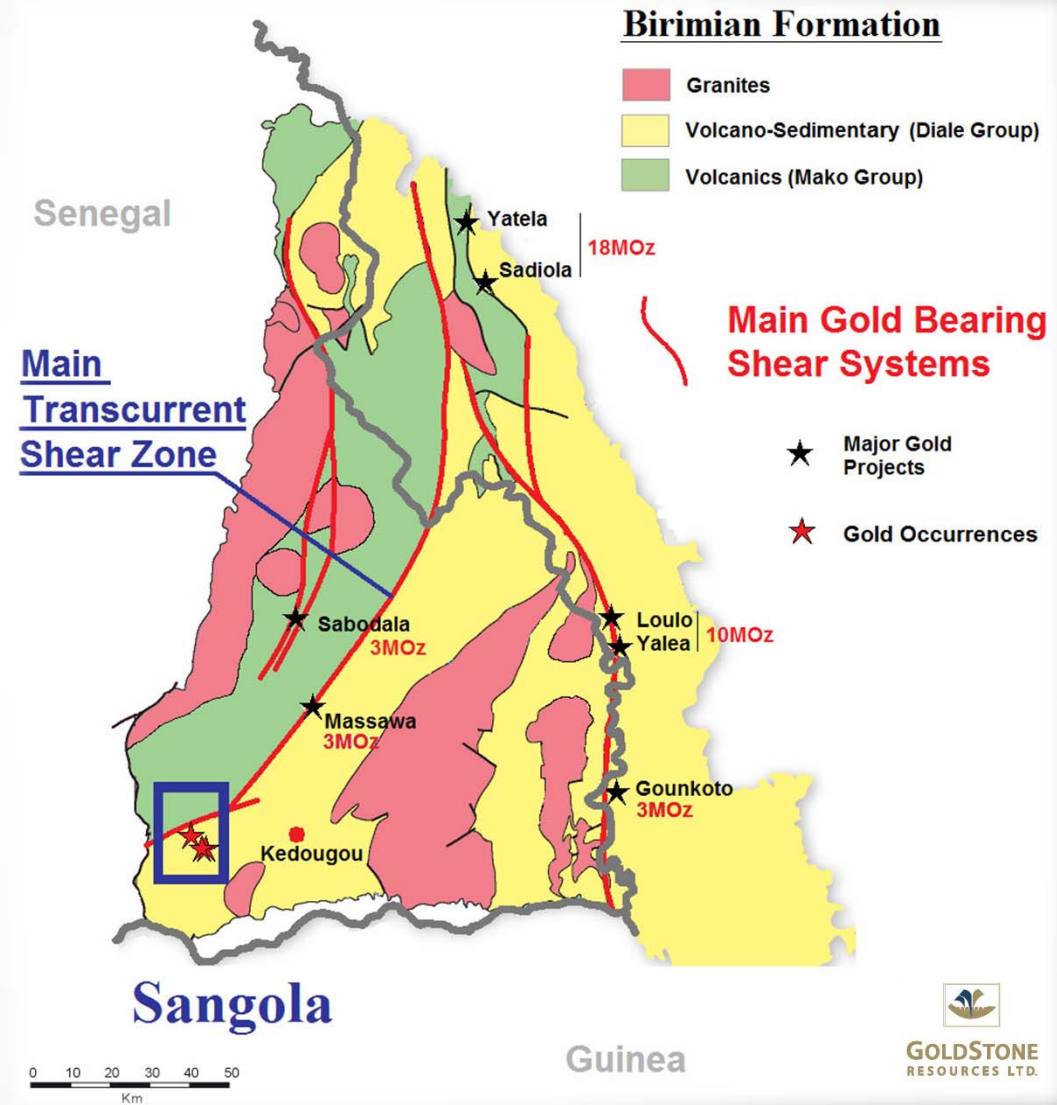 Birimian Formation
Granites
Volcano-Sedimentary (Diale Group)
Volcanics (Mako Group)
Senegal
Yatela
18MOz
Sadiola
Main Gold Bearing
Shear Systems
Main
Transcurrent
Shear Zone
Major Gold
Projects
Gold Occurrences
Sabodala
3MOz
Loulo
Yalea
10MOz
Massawa
3MOz
Gounkoto
3MOz
Kedougou
Sangola
0 10 20 30 40 50
Km
Guinea
GOLDSTONE
RESOURCES LTD.